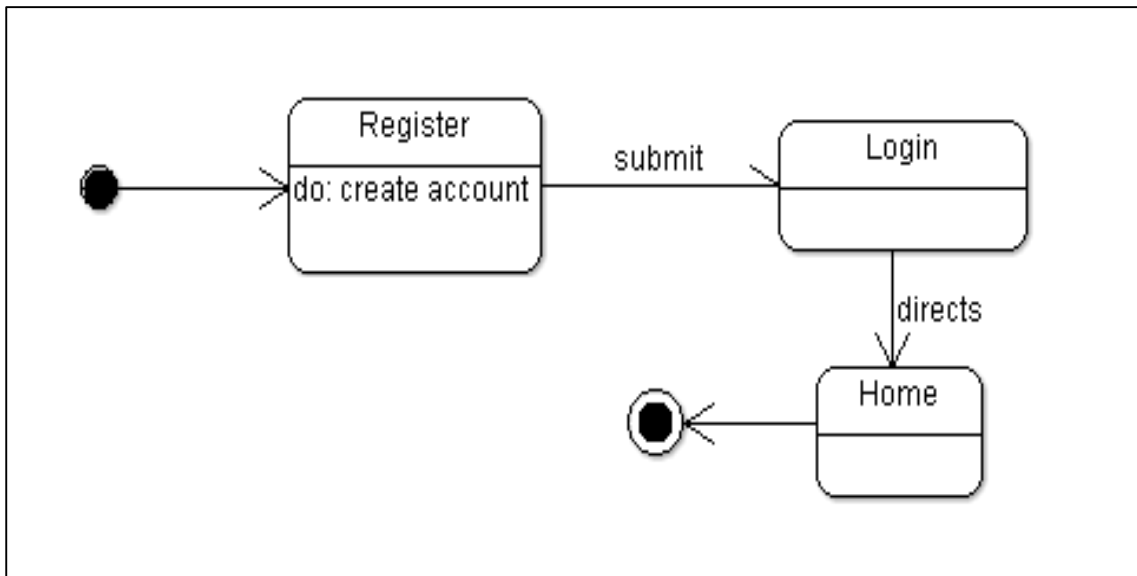 Register
do: create account
submit
Login
directs
Home